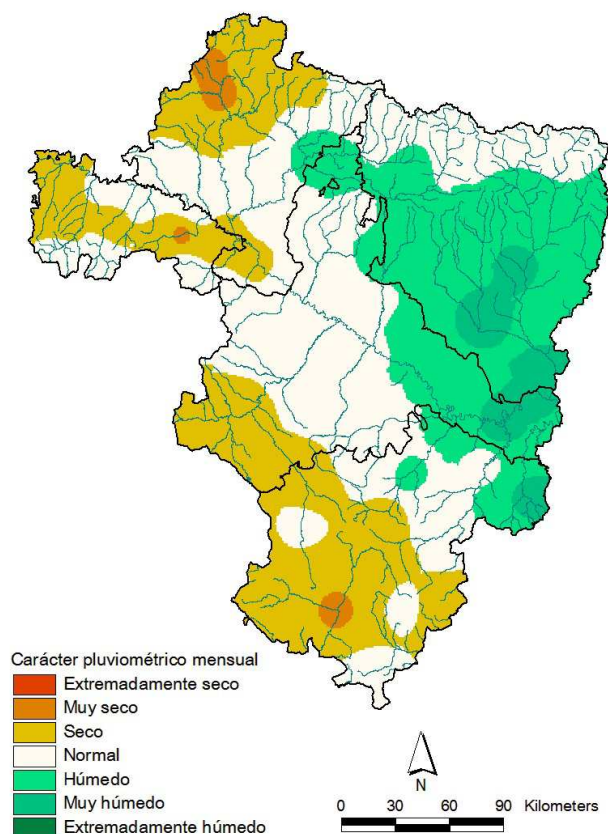 Carácter pluviométrico mensual
Extremadamente seco
Muy seco
Seco
Normal
Húmedo
Muy húmedo
Extremadamente húmedo
N
0 30 60 90 Kilometers